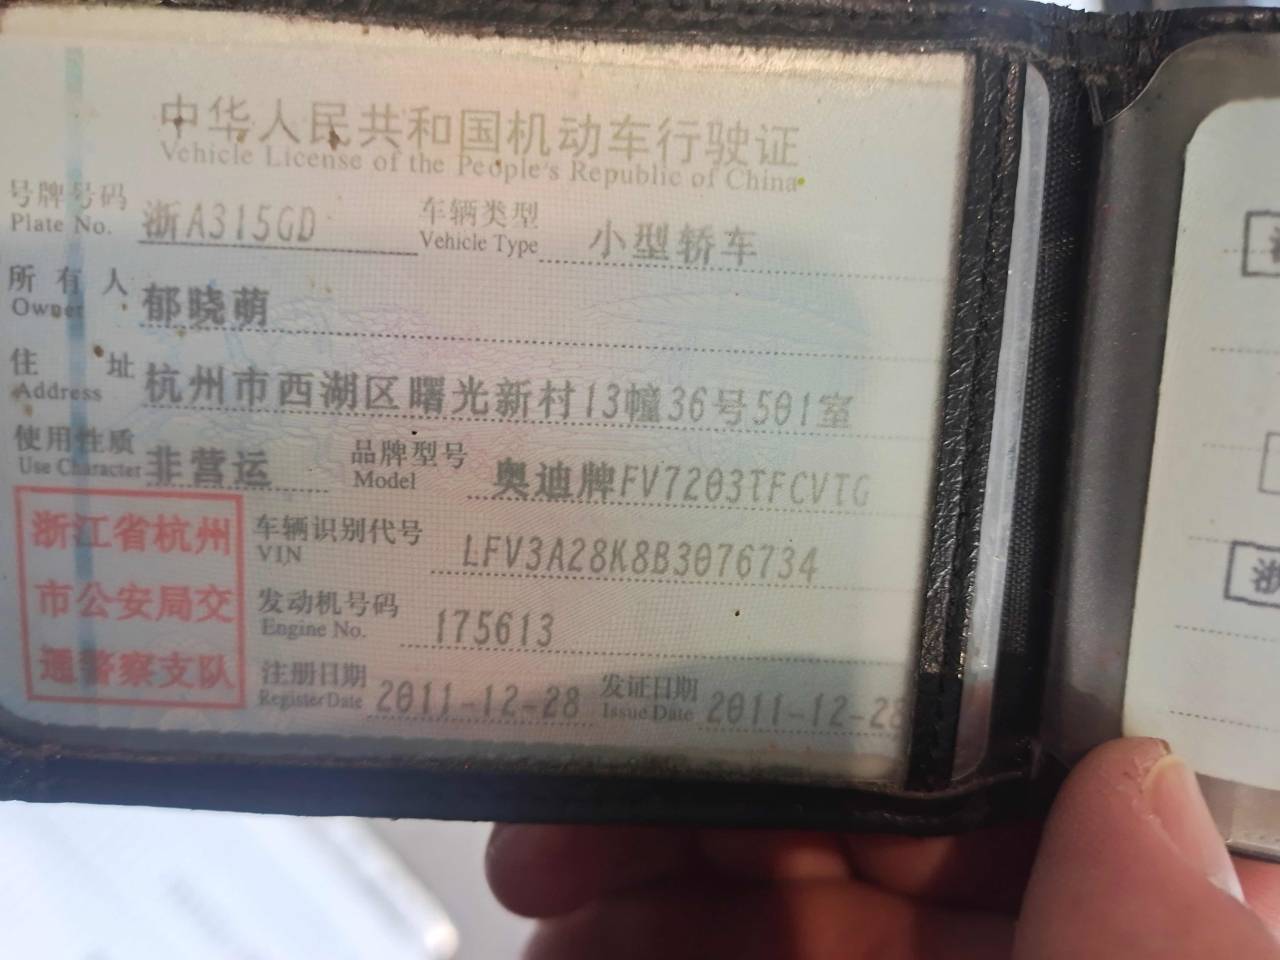 中华人民共和国机动车行驶证
Vehicle License of the People's Republic of China
号牌号码 浙A315GD 车辆类型 小型轿车
Plate No. Vehicle Type
所有人 郁晓萌
Owner
住址 杭州市西湖区曙光新村13幢36号501室
Address
使用性质 非营运 品牌型号 奥迪牌FV7203TFCVTG
Use Character Model
浙江省杭州
市公安局交
通警察支队
车辆识别代号 LFV3A28K8B3076734
VIN
发动机号码 175613
Engine No.
注册日期 2011-12-28 发证日期 2011-12-28
Register Date Issue Date
浙